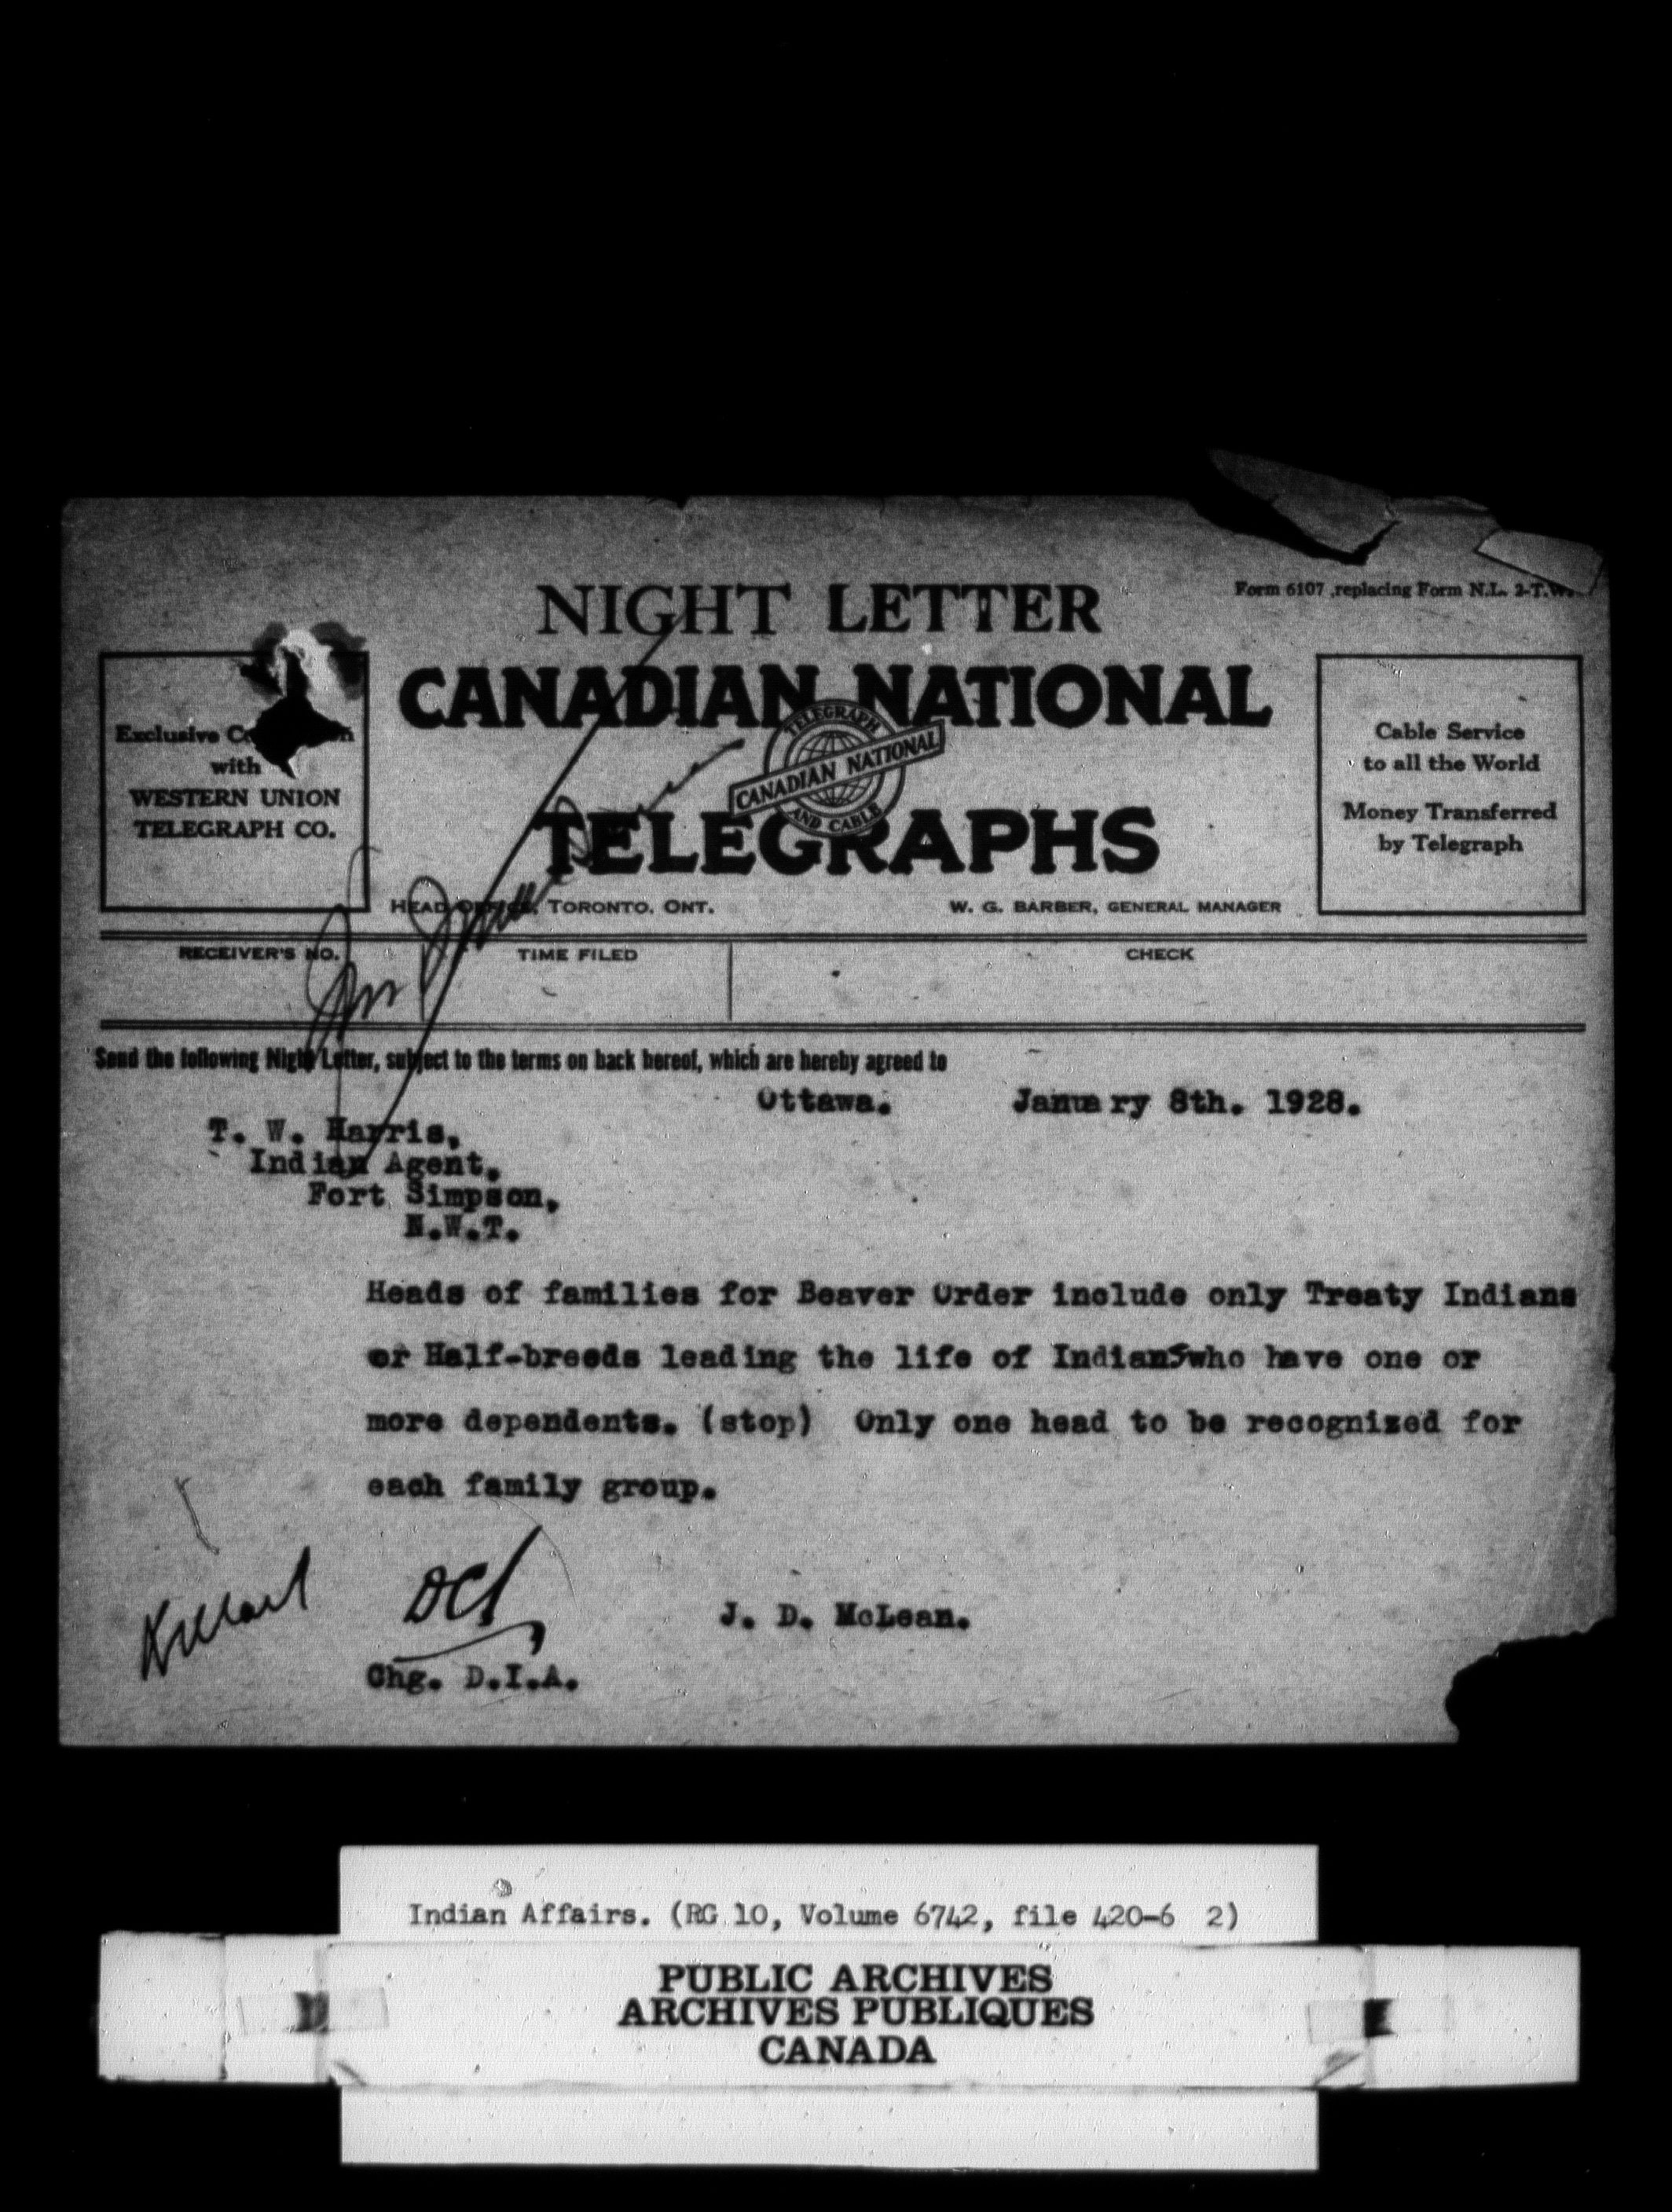 NIGHT LETTER
Form 6107, replacing Form N.L. 2-T.W.
CANADIAN NATIONAL
TELEGRAPHS
TELEGRAPH
CANADIAN NATIONAL
AND CABLE
Exclusive
with
WESTERN UNION
TELEGRAPH CO.
Cable Service
to all the World
Money Transferred
by Telegraph
HEAD OFFICE, TORONTO, ONT.
W. G. BARBER, GENERAL MANAGER
RECEIVER'S NO.
TIME FILED
CHECK
Send the following Night Letter, subject to the terms on back hereof, which are hereby agreed to
Ottawa. January 8th. 1928.
T. W. Harris,
Indian Agent,
Fort Simpson,
N.W.T.
Heads of families for Beaver Order include only Treaty Indians
or Half-breeds leading the life of Indians who have one or
more dependents. (stop) Only one head to be recognized for
each family group.
J. D. McLean.
Chg. D.I.A.
Indian Affairs. (RG 10, Volume 6742, file 420-6 2)
PUBLIC ARCHIVES
ARCHIVES PUBLIQUES
CANADA